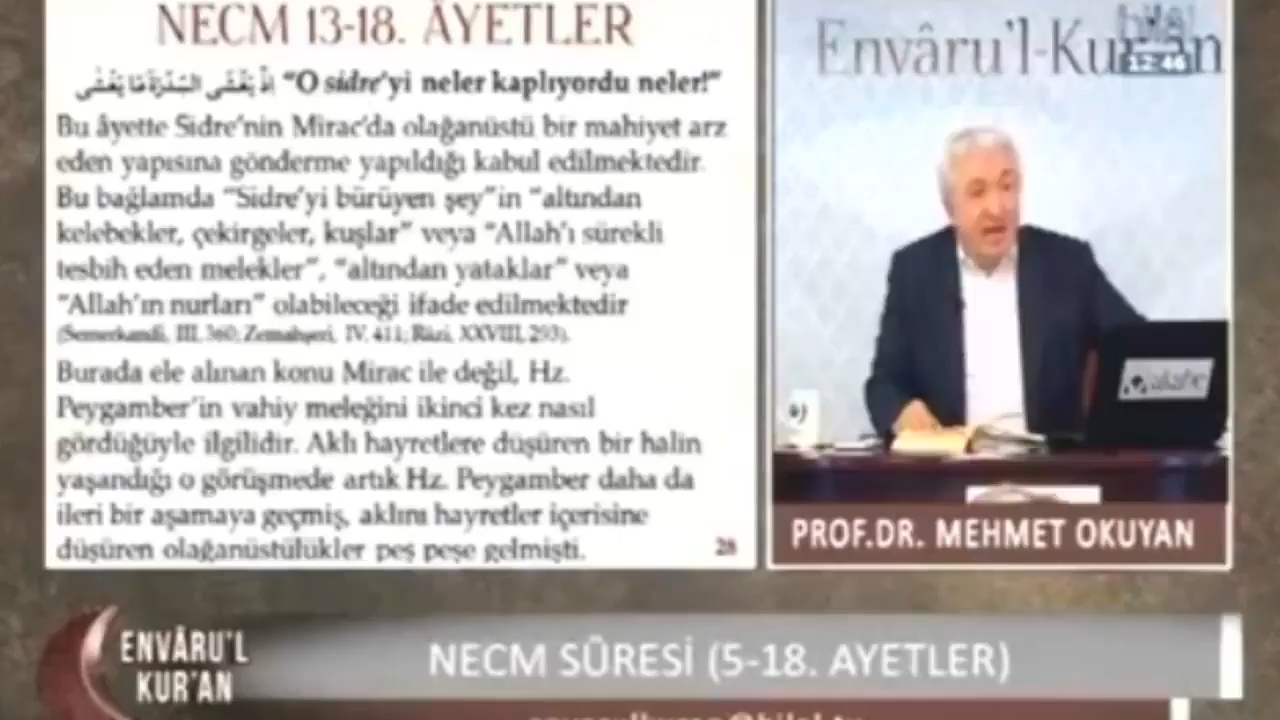 NECM 13-18. ÂYETLER
اِذْ يَغْشَى السِّدْرَةَ مَا يَغْشٰى “O sidre’yi neler kaplıyordu neler!”
Bu âyette Sidre’nin Mirac’da olağanüstü bir mahiyet arz
eden yapısına gönderme yapıldığı kabul edilmektedir.
Bu bağlamda “Sidre’yi bürüyen şey”in “altından
kelebekler, çekirgeler, kuşlar” veya “Allah’ı sürekli
tesbih eden melekler”, “altından yataklar” veya
“Allah’ın nurları” olabileceği ifade edilmektedir
(Semerkandî, III, 360; Zemahşerî, IV, 411; Râzî, XXVIII, 293).
Burada ele alınan konu Mirac ile değil, Hz.
Peygamber’in vahiy meleğini ikinci kez nasıl
gördüğüyle ilgilidir. Aklı hayretlere düşüren bir halin
yaşandığı o görüşmede artık Hz. Peygamber daha da
ileri bir aşamaya geçmiş, aklını hayretler içerisine
düşüren olağanüstülükler peş peşe gelmişti.
28
Envâru’l-Kur’an
12:46
PROF.DR. MEHMET OKUYAN
ENVÂRU’L
KUR’AN
NECM SÛRESİ (5-18. AYETLER)